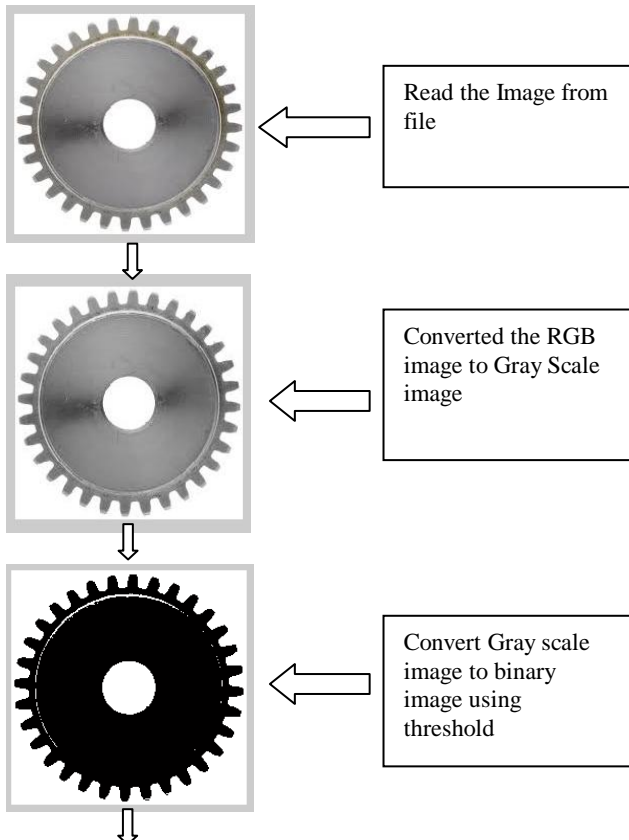 Read the Image from
file
Converted the RGB
image to Gray Scale
image
Convert Gray scale
image to binary
image using
threshold